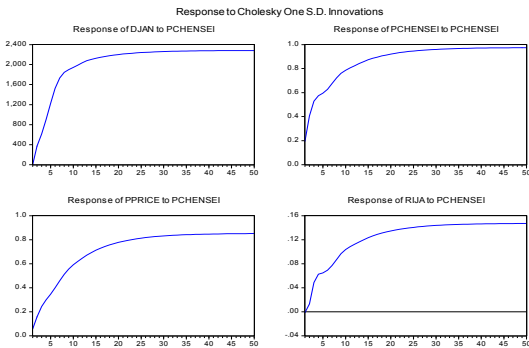 Response to Cholesky One S.D. Innovations
Response of DJAN to PCHENSEI
2,400
2,000
1,600
1,200
800
400
0
5 10 15 20 25 30 35 40 45 50
Response of PCHENSEI to PCHENSEI
1.0
0.8
0.6
0.4
0.2
0.0
5 10 15 20 25 30 35 40 45 50
Response of PPRICE to PCHENSEI
1.0
0.8
0.6
0.4
0.2
0.0
5 10 15 20 25 30 35 40 45 50
Response of RIJA to PCHENSEI
.16
.12
.08
.04
.00
-.04
5 10 15 20 25 30 35 40 45 50